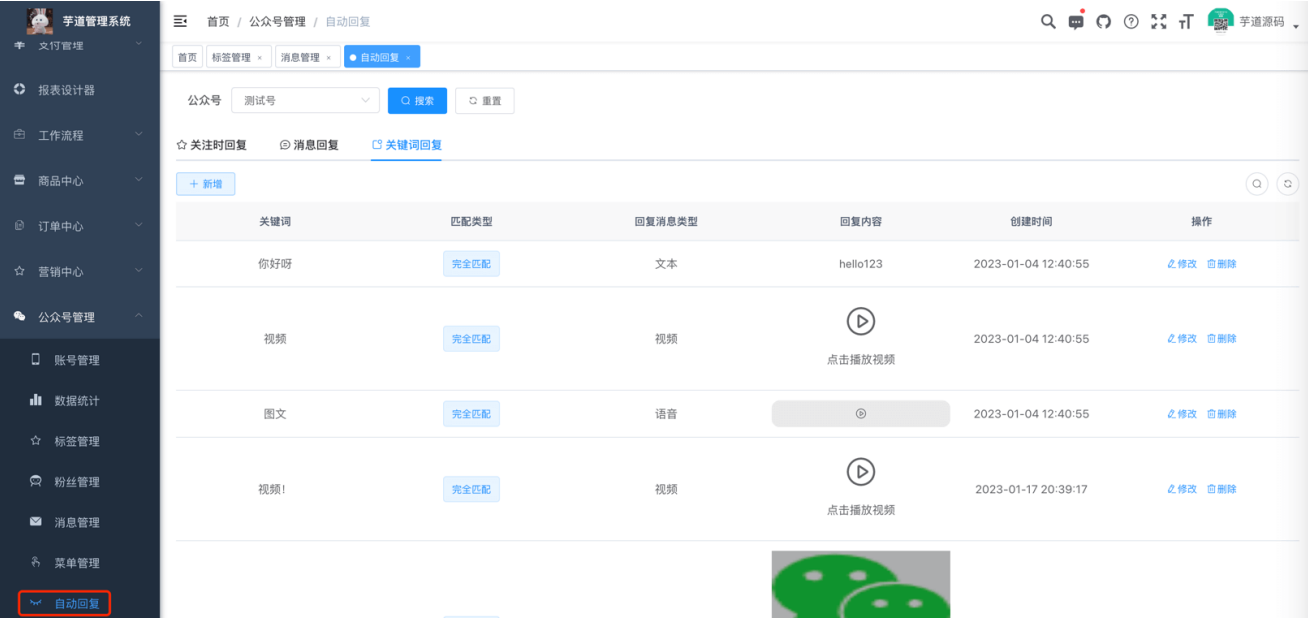 芋道管理系统
支付管理
报表设计器
工作流程
商品中心
订单中心
营销中心
公众号管理
账号管理
数据统计
标签管理
粉丝管理
消息管理
菜单管理
自动回复
首页 / 公众号管理 / 自动回复
芋道源码
首页 标签管理 × 消息管理 × 自动回复 ×
公众号 测试号 搜索 重置
关注时回复 消息回复 关键词回复
+ 新增
关键词 匹配类型 回复消息类型 回复内容 创建时间 操作
你好呀 完全匹配 文本 hello123 2023-01-04 12:40:55 修改 删除
视频 完全匹配 视频 点击播放视频 2023-01-04 12:40:55 修改 删除
图文 完全匹配 语音 2023-01-04 12:40:55 修改 删除
视频! 完全匹配 视频 点击播放视频 2023-01-17 20:39:17 修改 删除